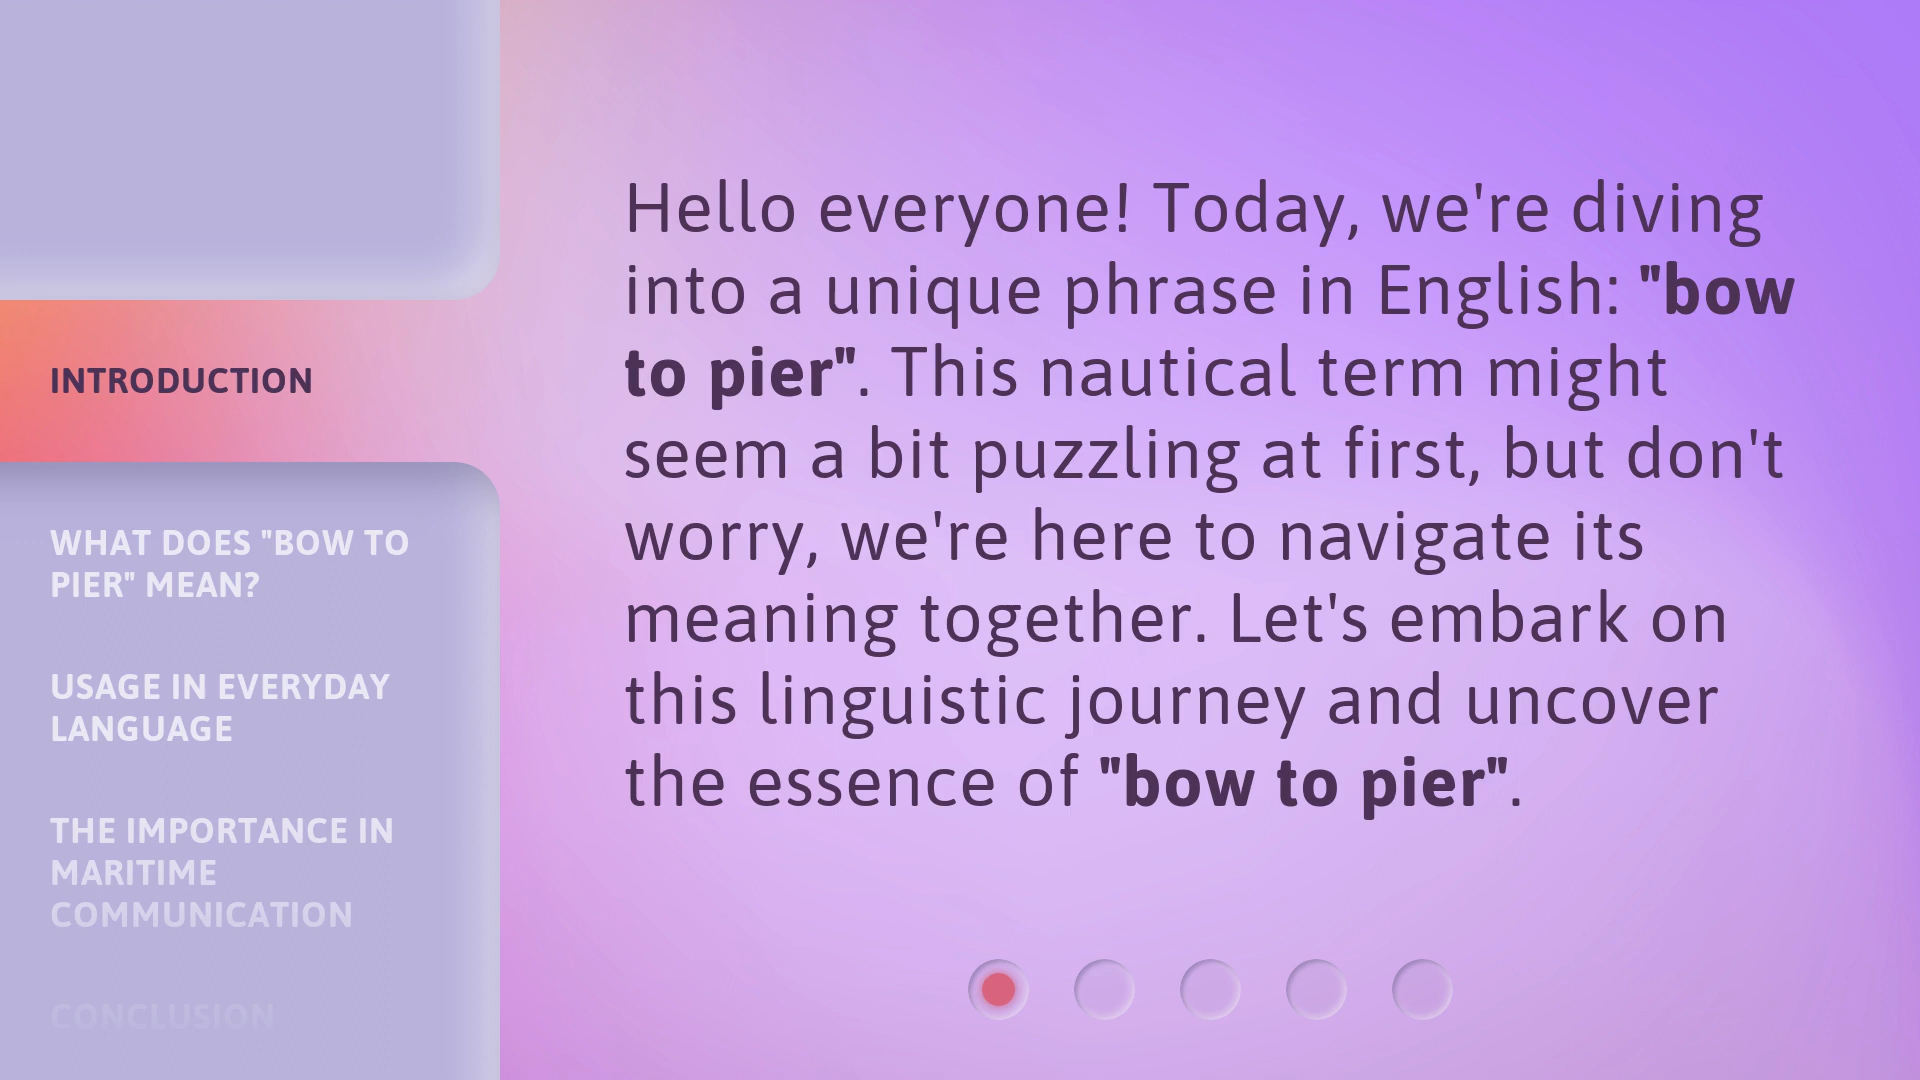 INTRODUCTION
WHAT DOES "BOW TO
PIER" MEAN?
USAGE IN EVERYDAY
LANGUAGE
THE IMPORTANCE IN
MARITIME
COMMUNICATION
CONCLUSION
Hello everyone! Today, we're diving
into a unique phrase in English: "bow
to pier". This nautical term might
seem a bit puzzling at first, but don't
worry, we're here to navigate its
meaning together. Let's embark on
this linguistic journey and uncover
the essence of "bow to pier".